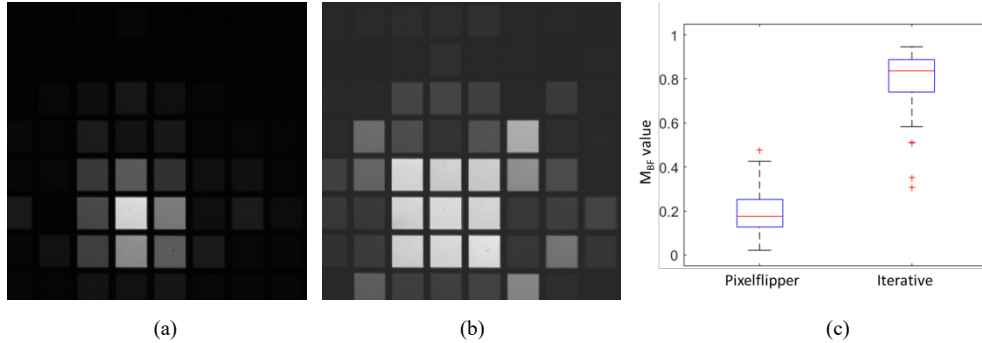 1
0.8
0.6
0.4
0.2
0
M_BF value
Pixelflipper
Iterative
(a)
(b)
(c)